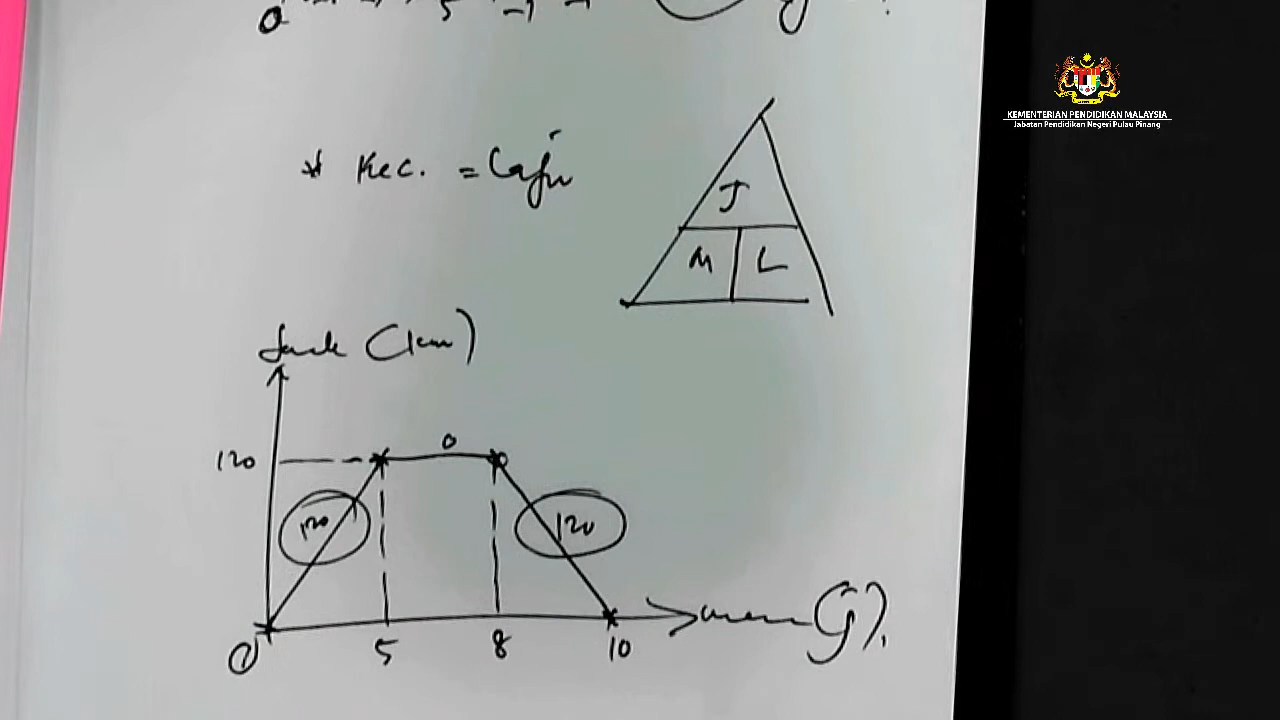 KEMENTERIAN PENDIDIKAN MALAYSIA
Jabatan Pendidikan Negeri Pulau Pinang
* Kec. = Laju
J
M L
Jarak (km)
120
0
120
120
0
5
8
10
(j)